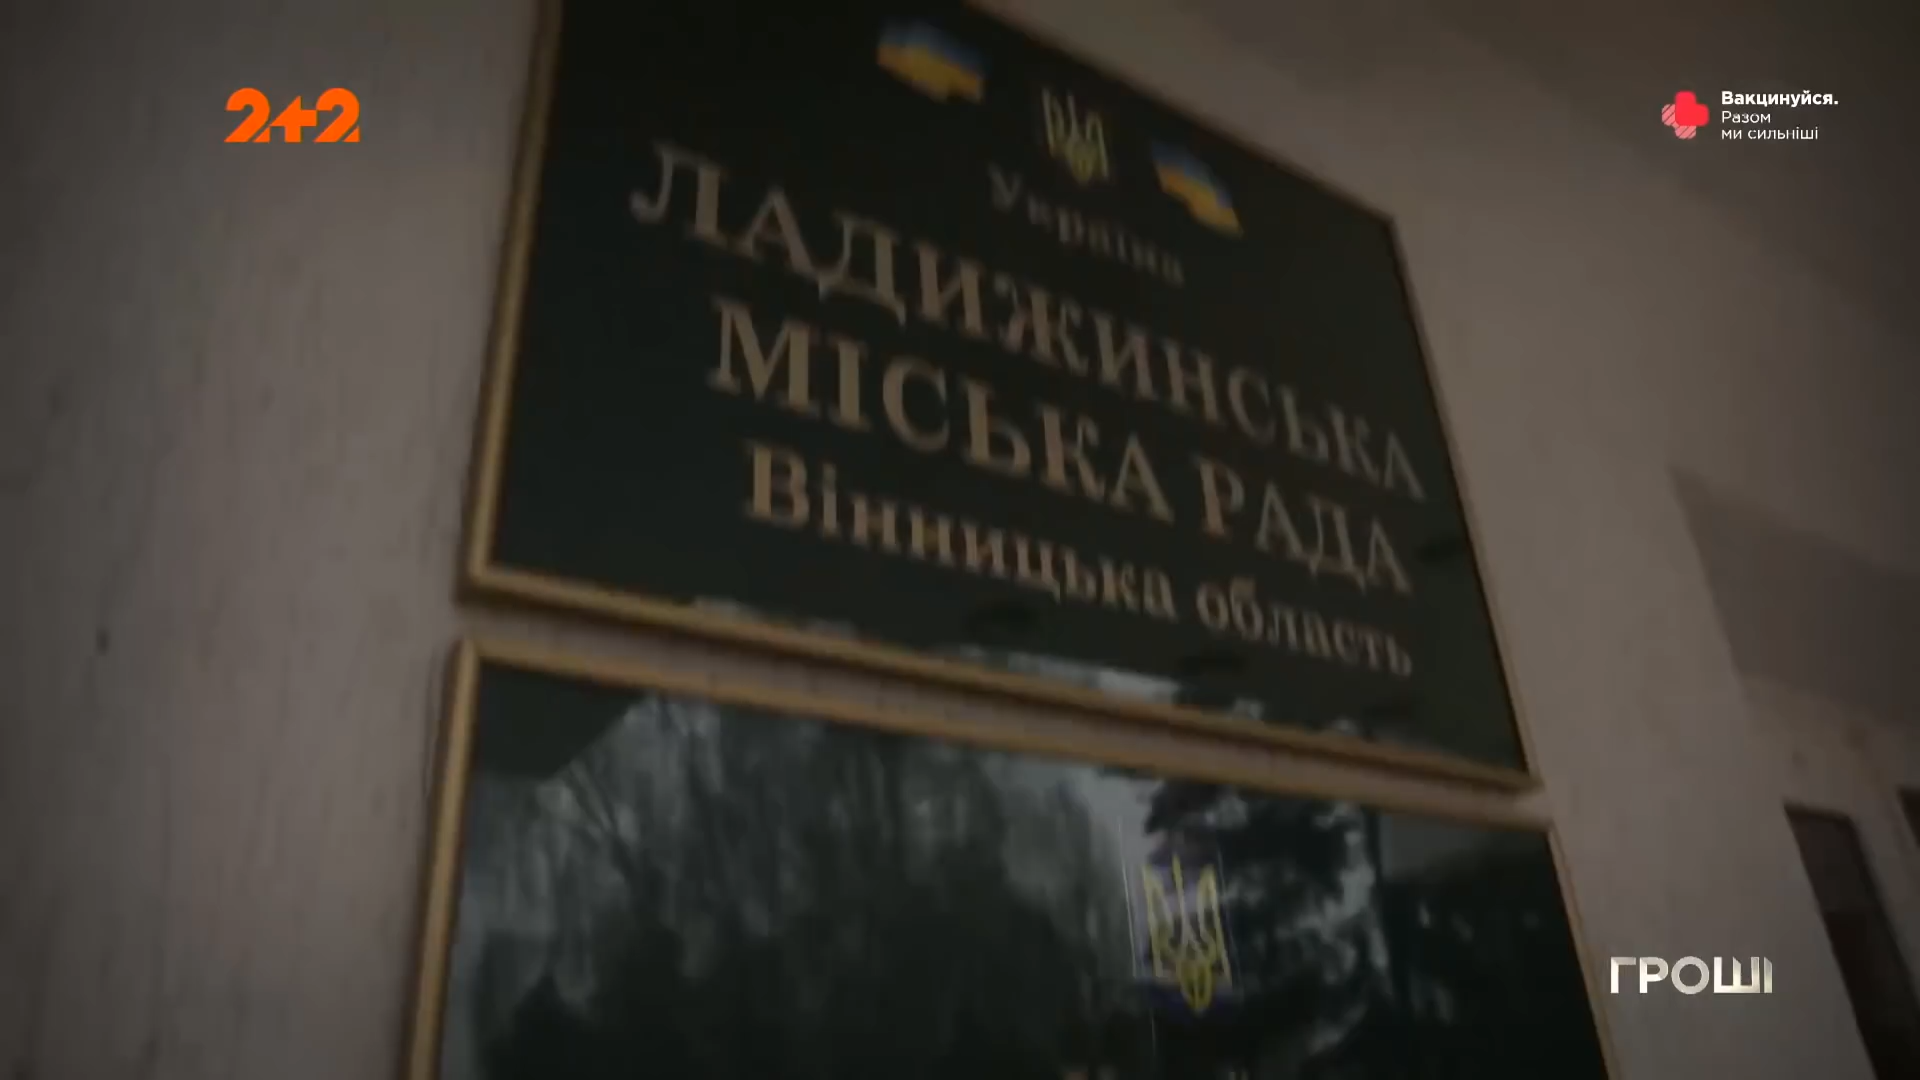 2+2
Вакцинуйся.
Разом
ми сильніші
Україна
ЛАДИЖИНСЬКА
МІСЬКА РАДА
Вінницька область
ГРОШІ